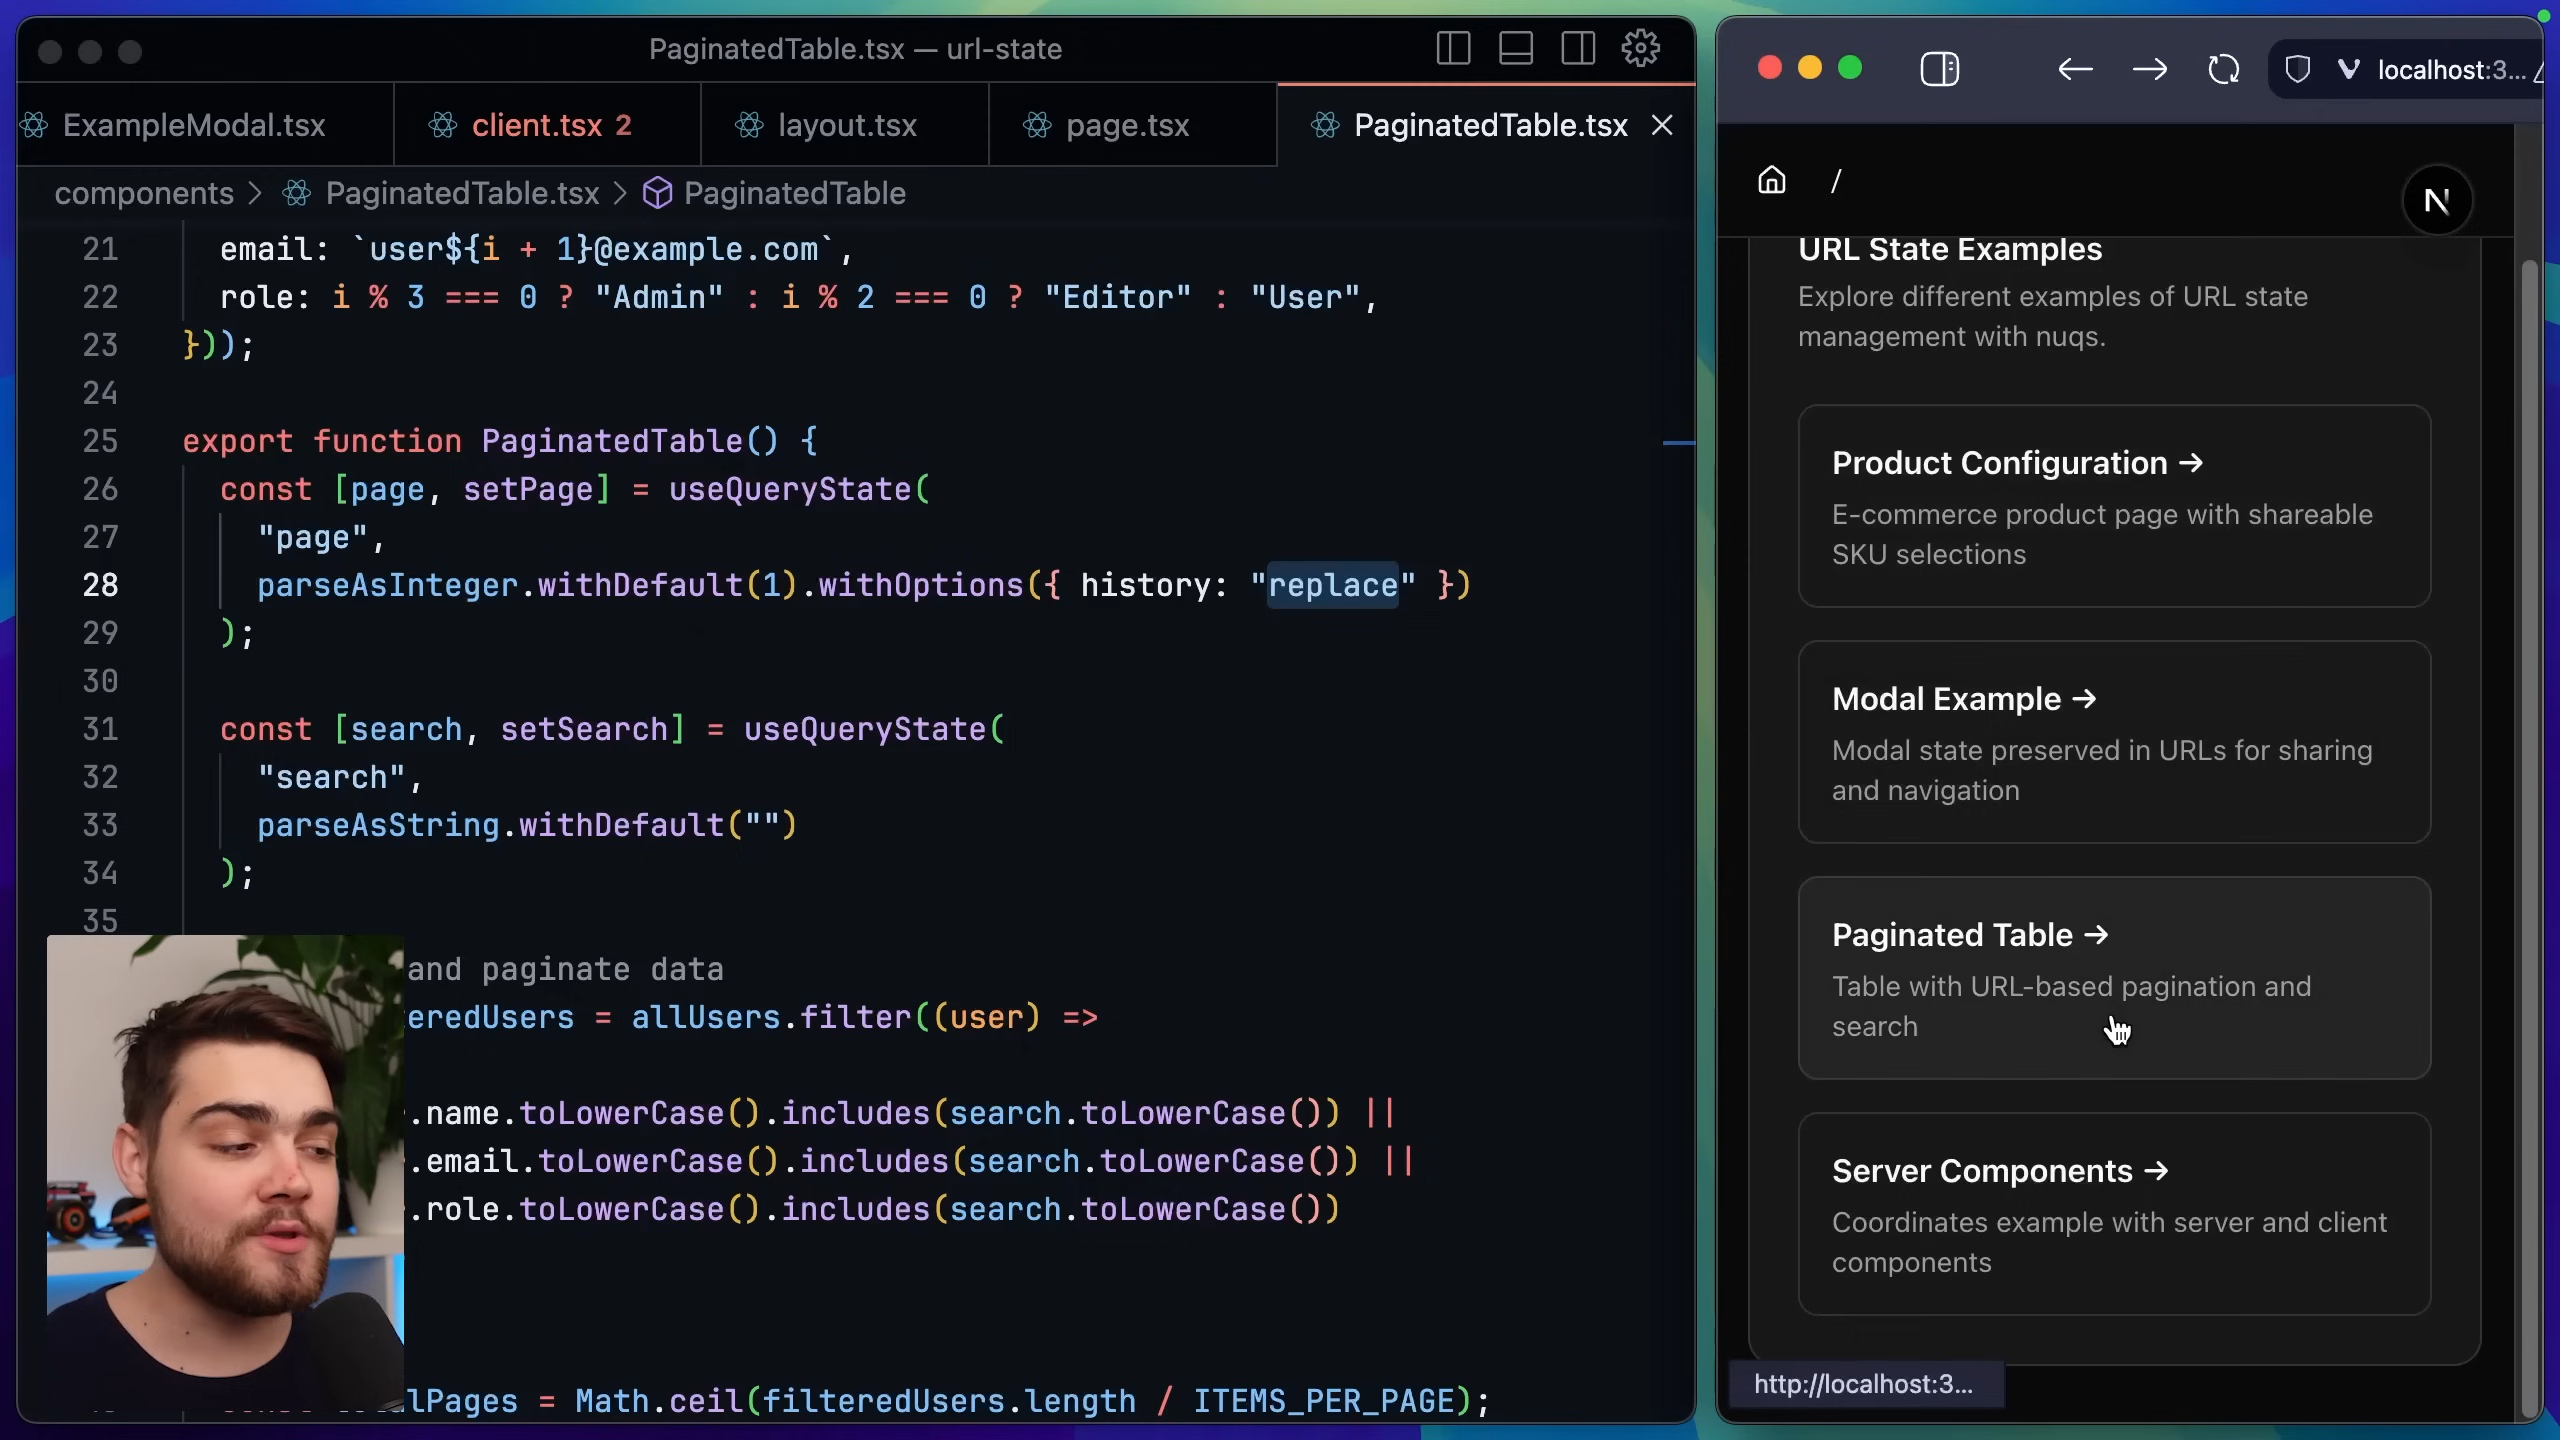 PaginatedTable.tsx — url-state
ExampleModal.tsx
client.tsx 2
layout.tsx
page.tsx
PaginatedTable.tsx
components > PaginatedTable.tsx > PaginatedTable
21 email: `user${i + 1}@example.com`,
22 role: i % 3 === 0 ? "Admin" : i % 2 === 0 ? "Editor" : "User",
23 }));
24
25 export function PaginatedTable() {
26 const [page, setPage] = useQueryState(
27 "page",
28 parseAsInteger.withDefault(1).withOptions({ history: "replace" })
29 );
30
31 const [search, setSearch] = useQueryState(
32 "search",
33 parseAsString.withDefault("")
34 );
35
and paginate data
eredUsers = allUsers.filter((user) =>
.name.toLowerCase().includes(search.toLowerCase()) ||
.email.toLowerCase().includes(search.toLowerCase()) ||
.role.toLowerCase().includes(search.toLowerCase())
lPages = Math.ceil(filteredUsers.length / ITEMS_PER_PAGE);
localhost:3...
/
N
URL State Examples
Explore different examples of URL state
management with nuqs.
Product Configuration →
E-commerce product page with shareable
SKU selections
Modal Example →
Modal state preserved in URLs for sharing
and navigation
Paginated Table →
Table with URL-based pagination and
search
Server Components →
Coordinates example with server and client
components
http://localhost:3...